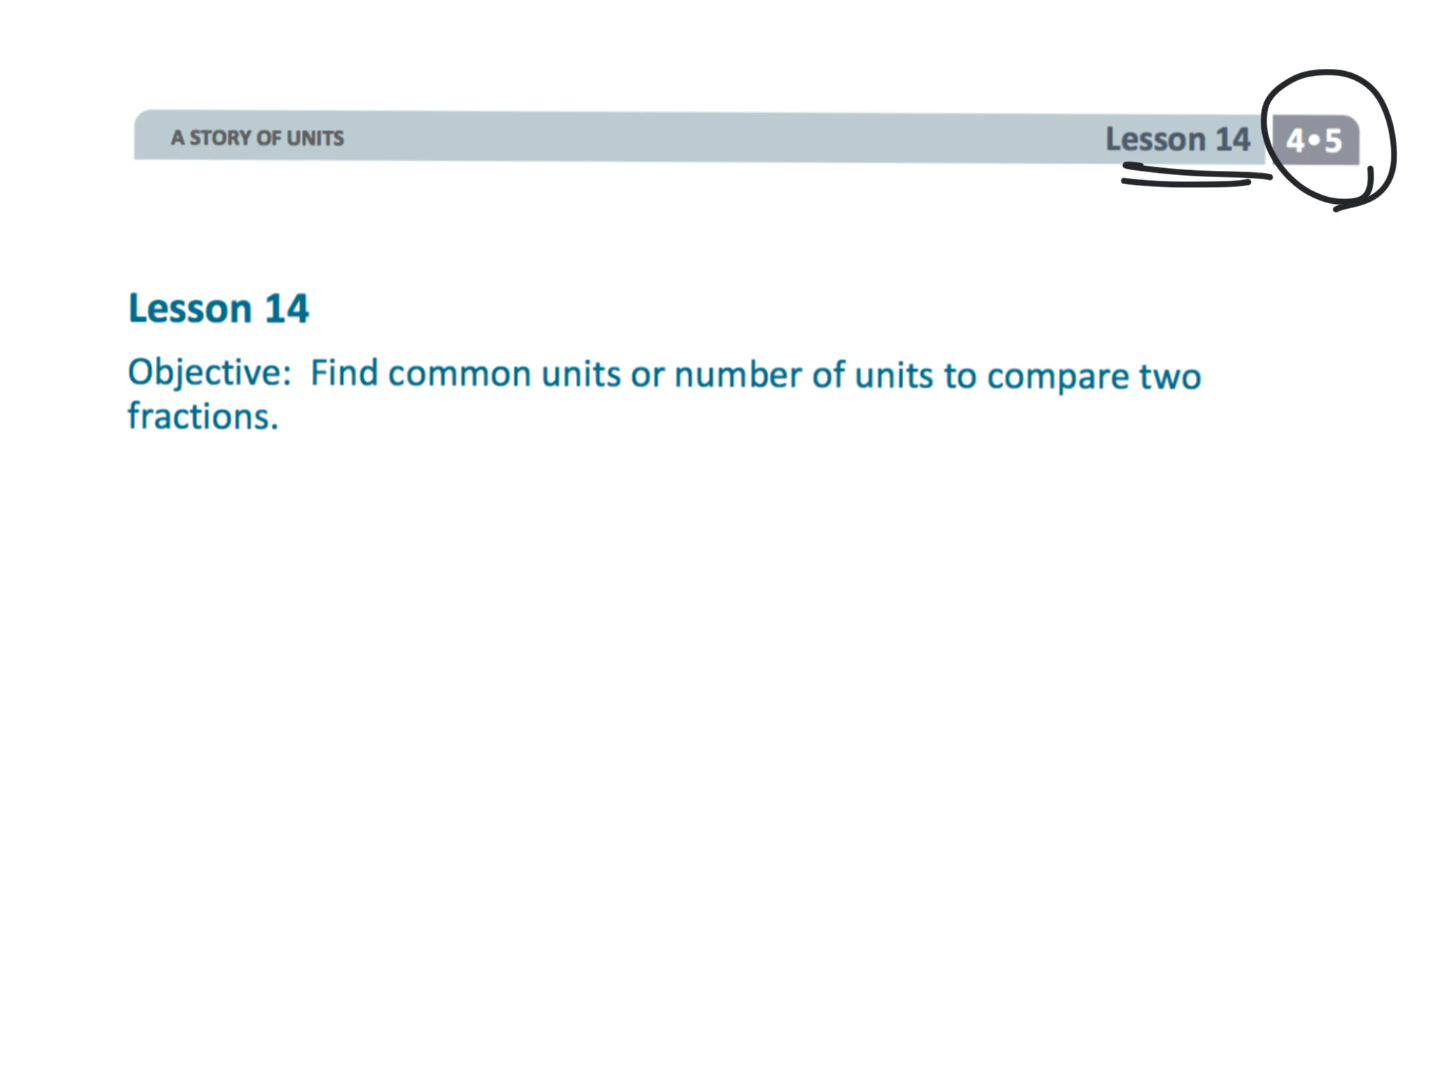 A STORY OF UNITS Lesson 14 4•5
Lesson 14
Objective: Find common units or number of units to compare two
fractions.